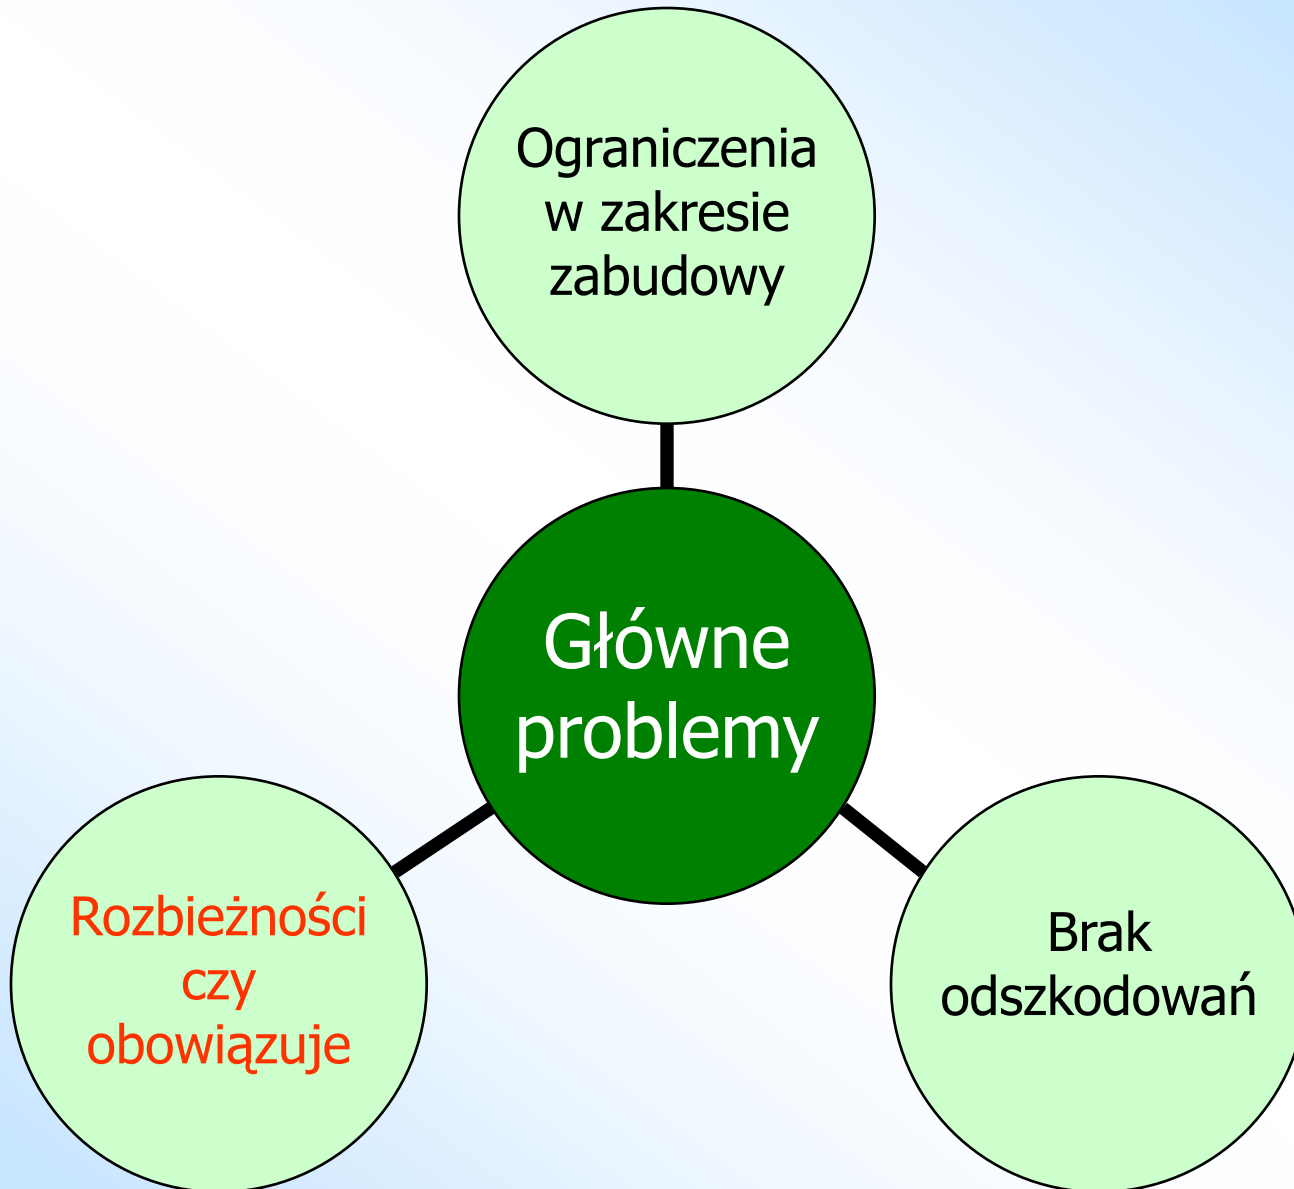 Ograniczenia
w zakresie
zabudowy
Główne
problemy
Rozbieżności
czy
obowiązuje
Brak
odszkodowań